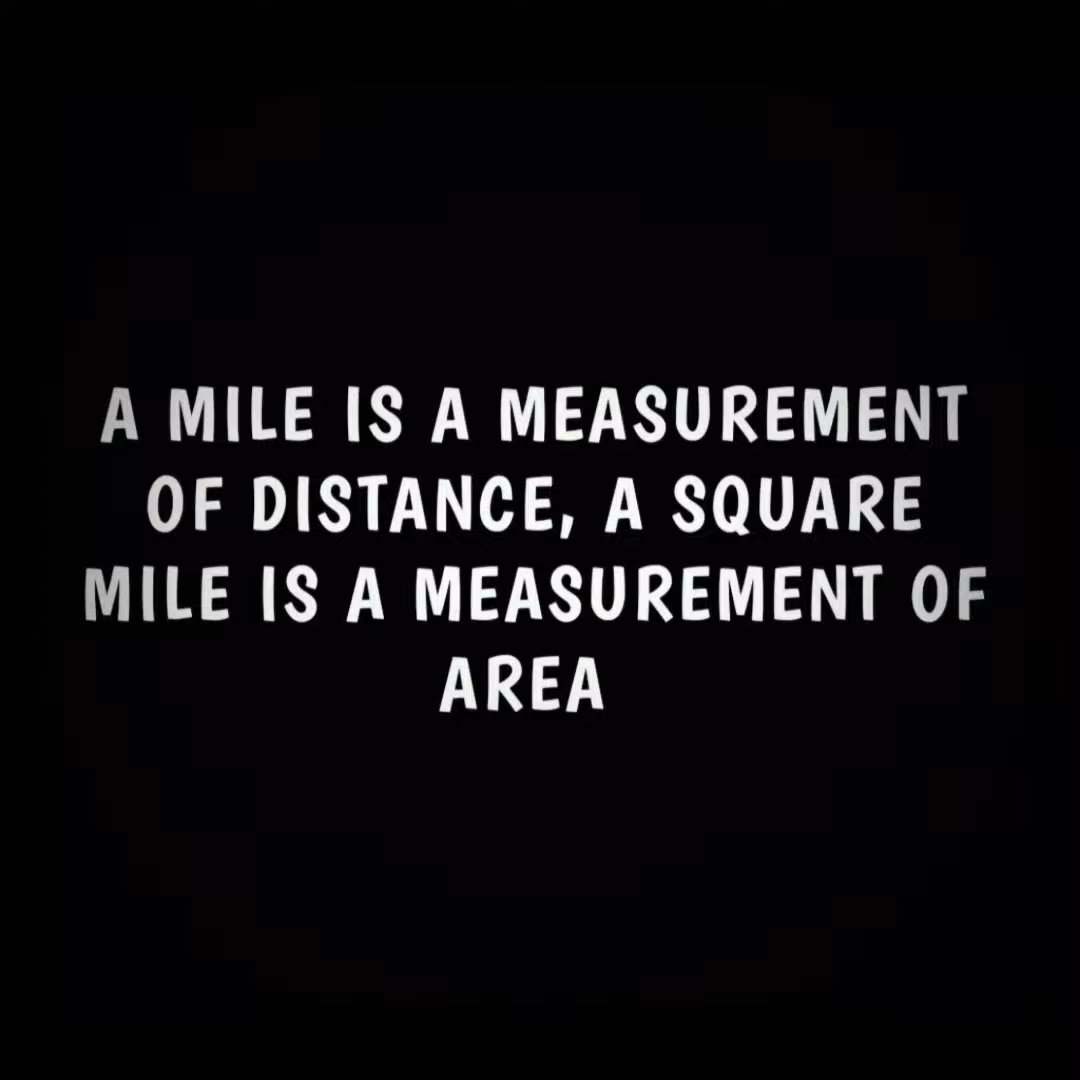 A MILE IS A MEASUREMENT
OF DISTANCE, A SQUARE
MILE IS A MEASUREMENT OF
AREA